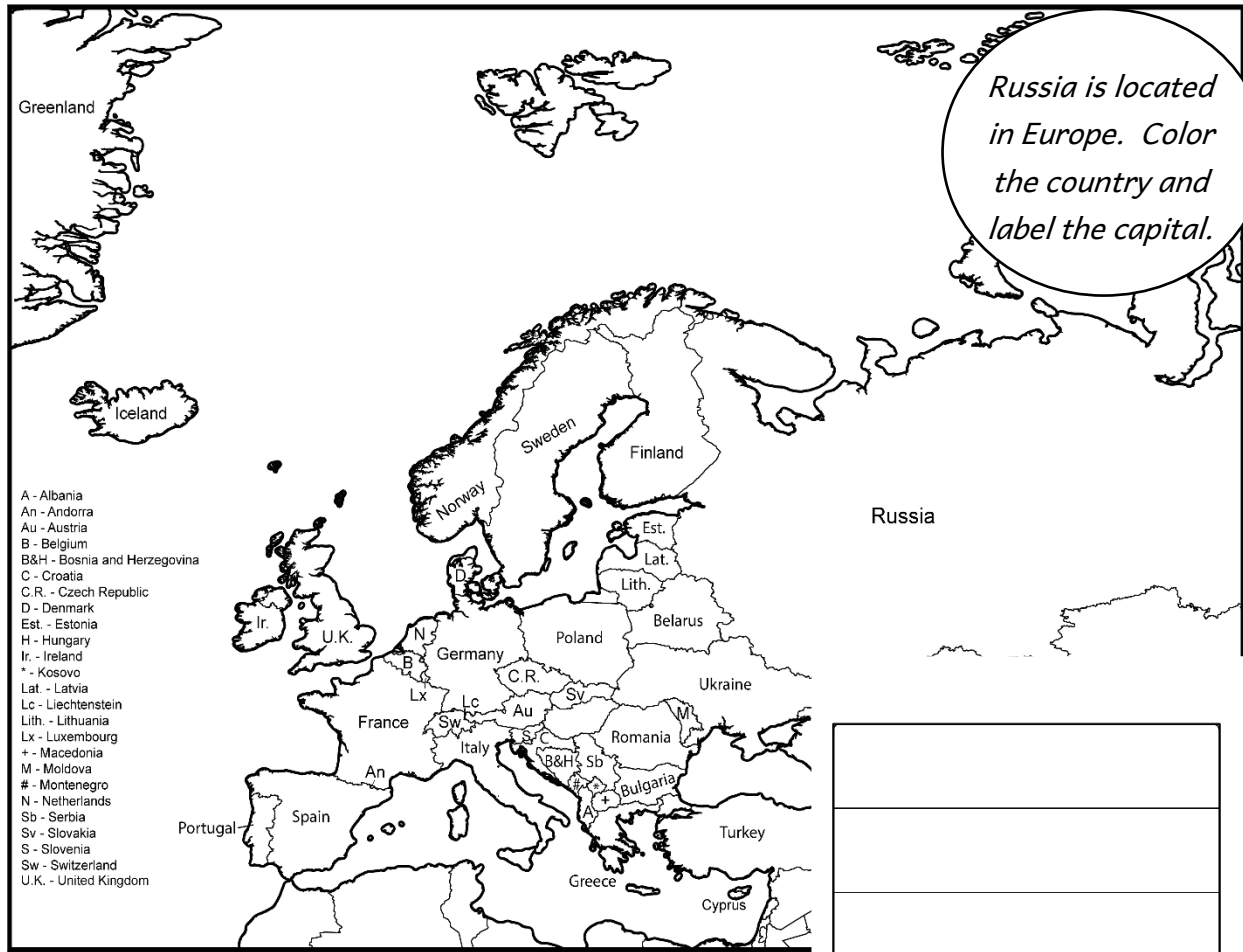 Greenland
Russia is located
in Europe. Color
the country and
label the capital.
Iceland
Sweden
Finland
Norway
Russia
A - Albania
An - Andorra
Au - Austria
B - Belgium
B&H - Bosnia and Herzegovina
C - Croatia
C.R. - Czech Republic
D - Denmark
Est. - Estonia
H - Hungary
Ir. - Ireland
* - Kosovo
Lat. - Latvia
Lc - Liechtenstein
Lith. - Lithuania
Lx - Luxembourg
+ - Macedonia
M - Moldova
# - Montenegro
N - Netherlands
Sb - Serbia
Sv - Slovakia
S - Slovenia
Sw - Switzerland
U.K. - United Kingdom
Est.
Lat.
Lith.
D
Ir.
U.K.
N
Belarus
Poland
Germany
B
C.R.
Ukraine
Lx
Sv
Lc
Au
M
France
Sw
S
C
Romania
Italy
B&H
Sb
An
#
*
Bulgaria
+
A
Spain
Portugal
Turkey
Greece
Cyprus